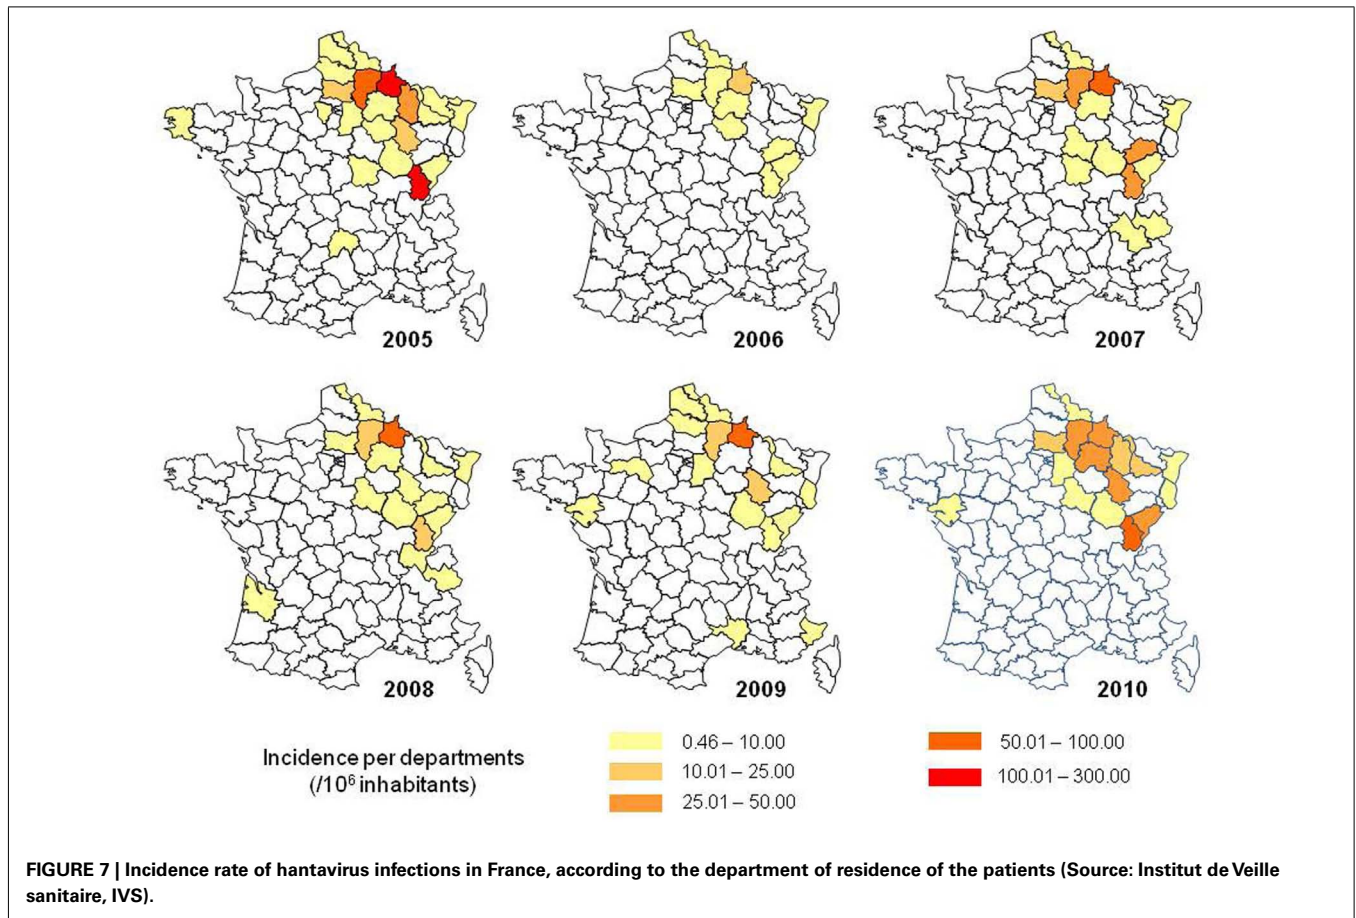 2005
2006
2007
2008
2009
2010
Incidence per departments
(/10⁶ inhabitants)
0.46 – 10.00
10.01 – 25.00
25.01 – 50.00
50.01 – 100.00
100.01 – 300.00
FIGURE 7 | Incidence rate of hantavirus infections in France, according to the department of residence of the patients (Source: Institut de Veille
sanitaire, IVS).